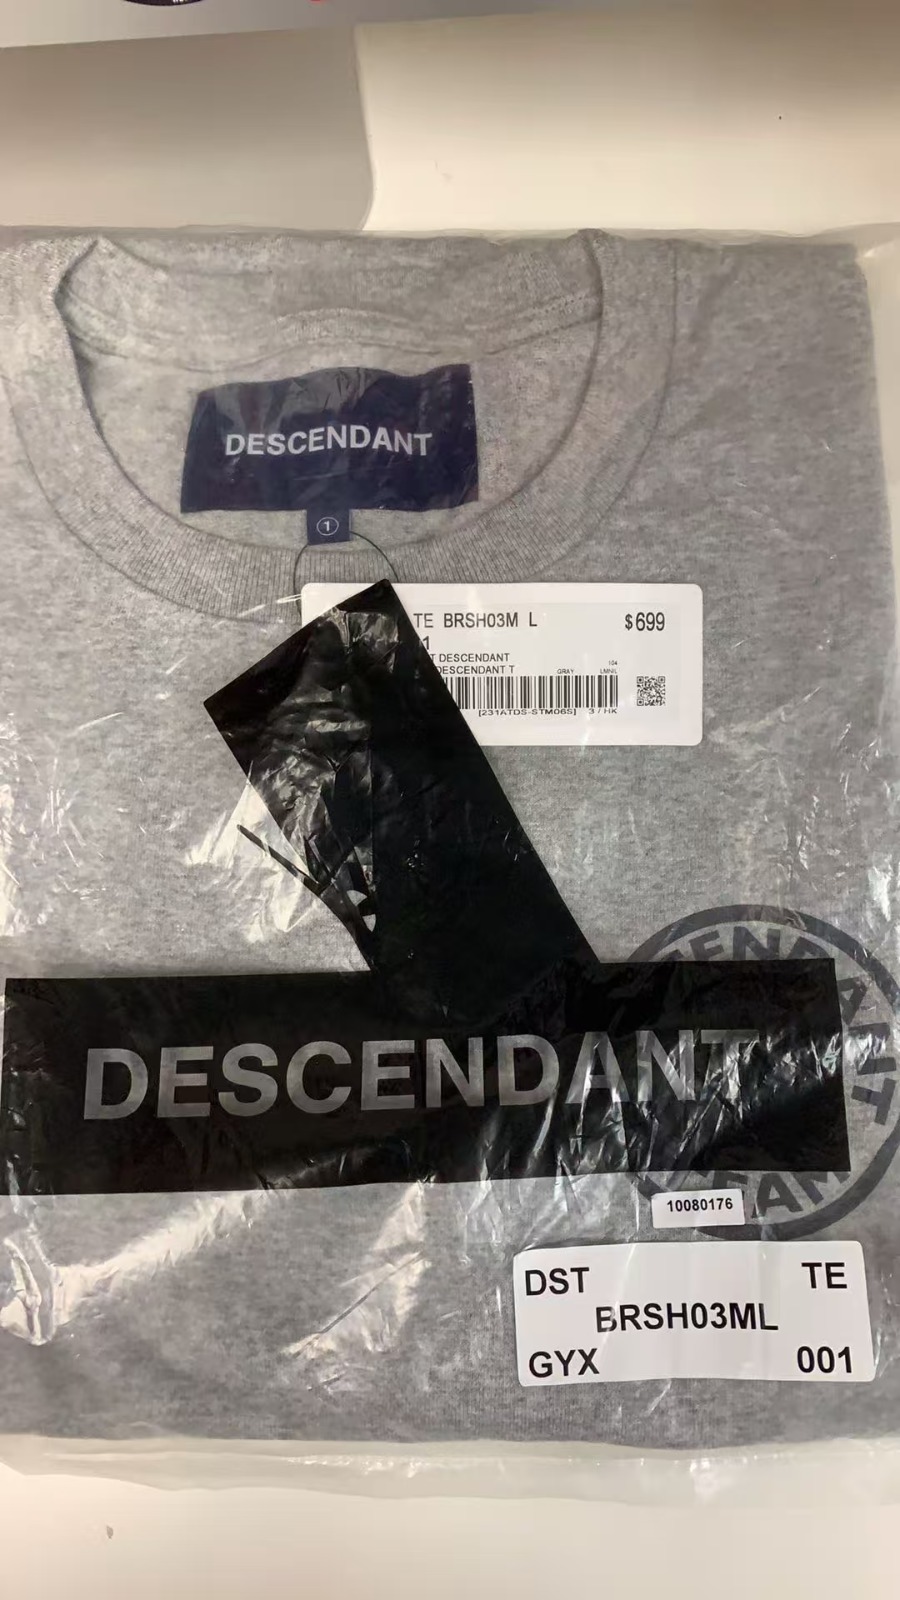 DESCENDANT
1
TE BRSH03M L
$699
1
T DESCENDANT
DESCENDANT T
104
GRAY
LMNIL
[231ATDS-STM06S] 3 / HK
DESCENDANT
10080176
DST TE
BRSH03ML
GYX 001